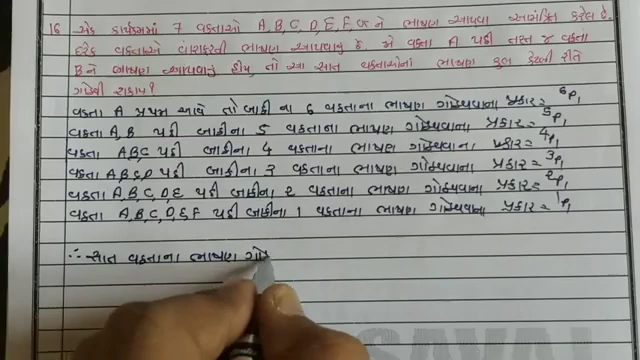 16 એક કાર્યક્રમમાં 7 વક્તાઓ A, B, C, D, E, F, G ને ભાષણ આપવા આમંત્રિત કરેલ છે.
દરેક વક્તાએ વારાફરતી ભાષણ આપવાનું છે. જો વક્તા A પછી તરત જ વક્તા
B ને ભાષણ આપવાનું હોય, તો આ સાત વક્તાઓનાં ભાષણ કુલ કેટલી રીતે
ગોઠવી શકાય?
વક્તા A પ્રથમ આવે તો બાકી ના 6 વક્તાના ભાષણ ગોઠવવાના પ્રકાર = ⁶P₁
વક્તા A,B પછી બાકીના 5 વક્તાના ભાષણ ગોઠવવાના પ્રકાર = ⁵P₁
વક્તા A,B,C પછી બાકીના 4 વક્તાના ભાષણ ગોઠવવાના પ્રકાર = ⁴P₁
વક્તા A,B,C,D પછી બાકીના 3 વક્તાના ભાષણ ગોઠવવાના પ્રકાર = ³P₁
વક્તા A,B,C,D,E પછી બાકીના 2 વક્તાના ભાષણ ગોઠવવાના પ્રકાર = ²P₁
વક્તા A,B,C,D,E,F પછી બાકીના 1 વક્તાના ભાષણ ગોઠવવાના પ્રકાર = ¹P₁
∴ સાત વક્તાના ભાષણ ગો
SAVAJ